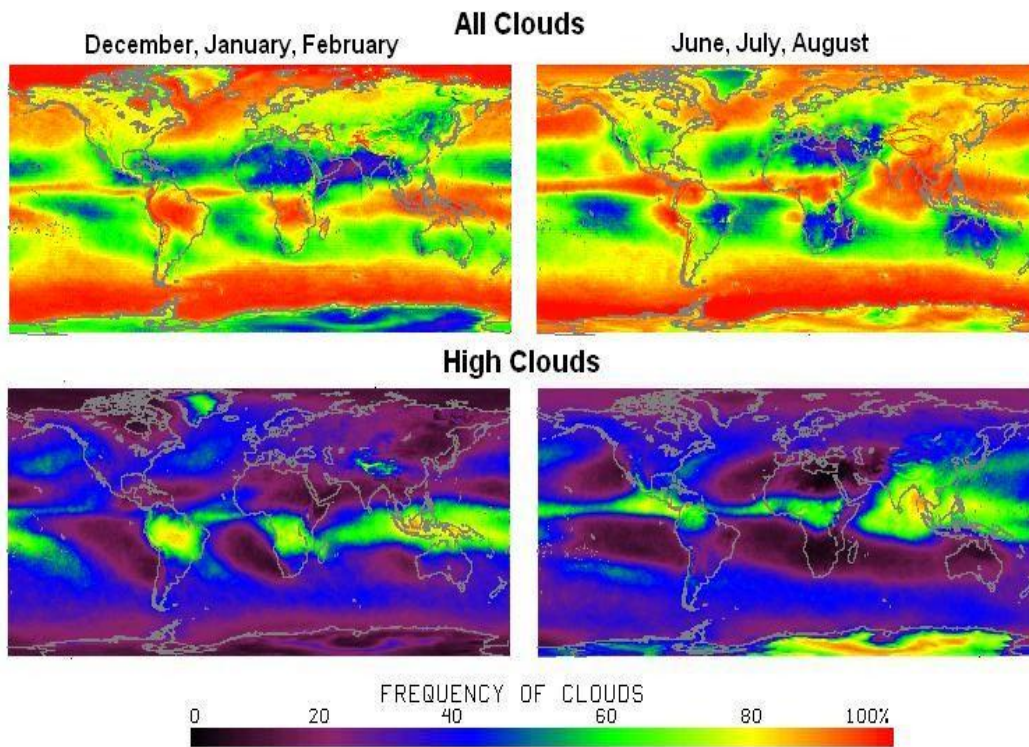 All Clouds
December, January, February
June, July, August
High Clouds
FREQUENCY OF CLOUDS
0 20 40 60 80 100%